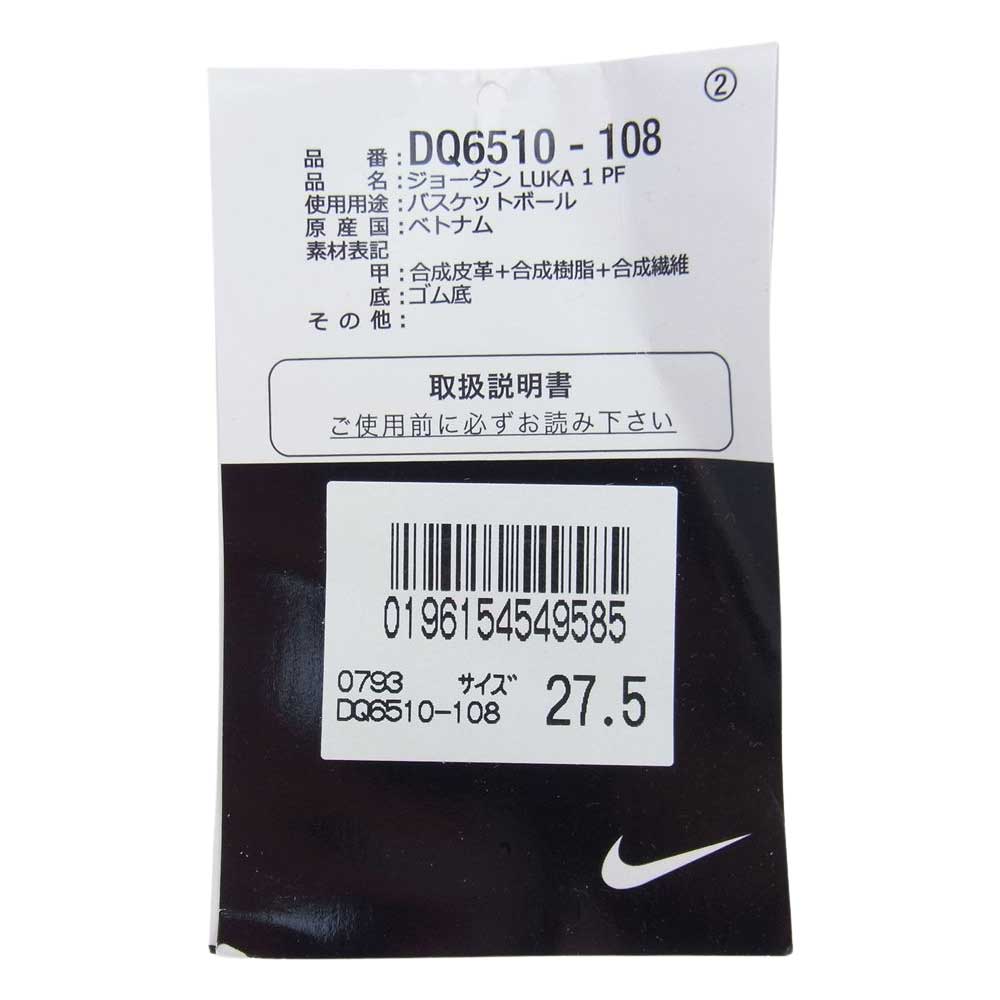 ②
品番:DQ6510-108
品名:ジョーダン LUKA 1 PF
使用用途:バスケットボール
原産国:ベトナム
素材表記
甲:合成皮革+合成樹脂+合成繊維
底:ゴム底
その他:
取扱説明書
ご使用前に必ずお読み下さい
0196154549585
0793 サイズ 27.5
DQ6510-108